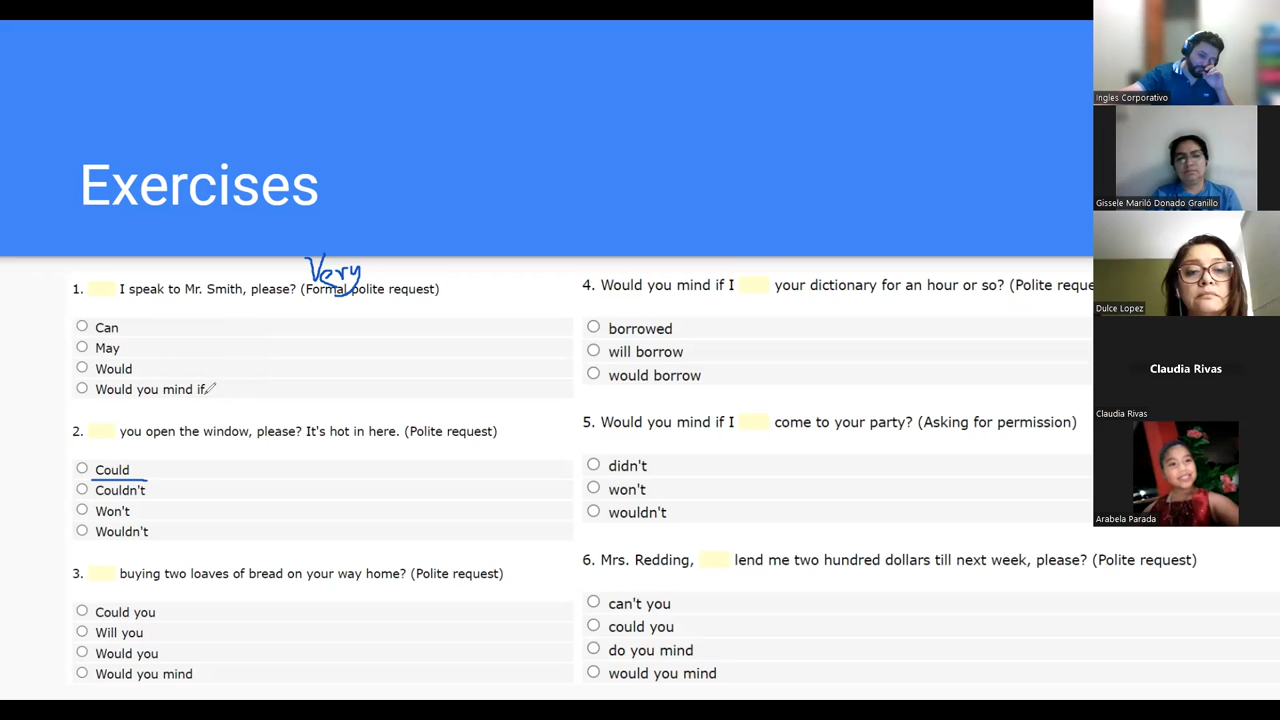 Exercises
Very
1. I speak to Mr. Smith, please? (Formal polite request)
Can
May
Would
Would you mind if
2. you open the window, please? It's hot in here. (Polite request)
Could
Couldn't
Won't
Wouldn't
3. buying two loaves of bread on your way home? (Polite request)
Could you
Will you
Would you
Would you mind
4. Would you mind if I your dictionary for an hour or so? (Polite reque
borrowed
will borrow
would borrow
5. Would you mind if I come to your party? (Asking for permission)
didn't
won't
wouldn't
6. Mrs. Redding, lend me two hundred dollars till next week, please? (Polite request)
can't you
could you
do you mind
would you mind
Ingles Corporativo
Gissele Mariló Donado Granillo
Dulce Lopez
Claudia Rivas
Claudia Rivas
Arabela Parada